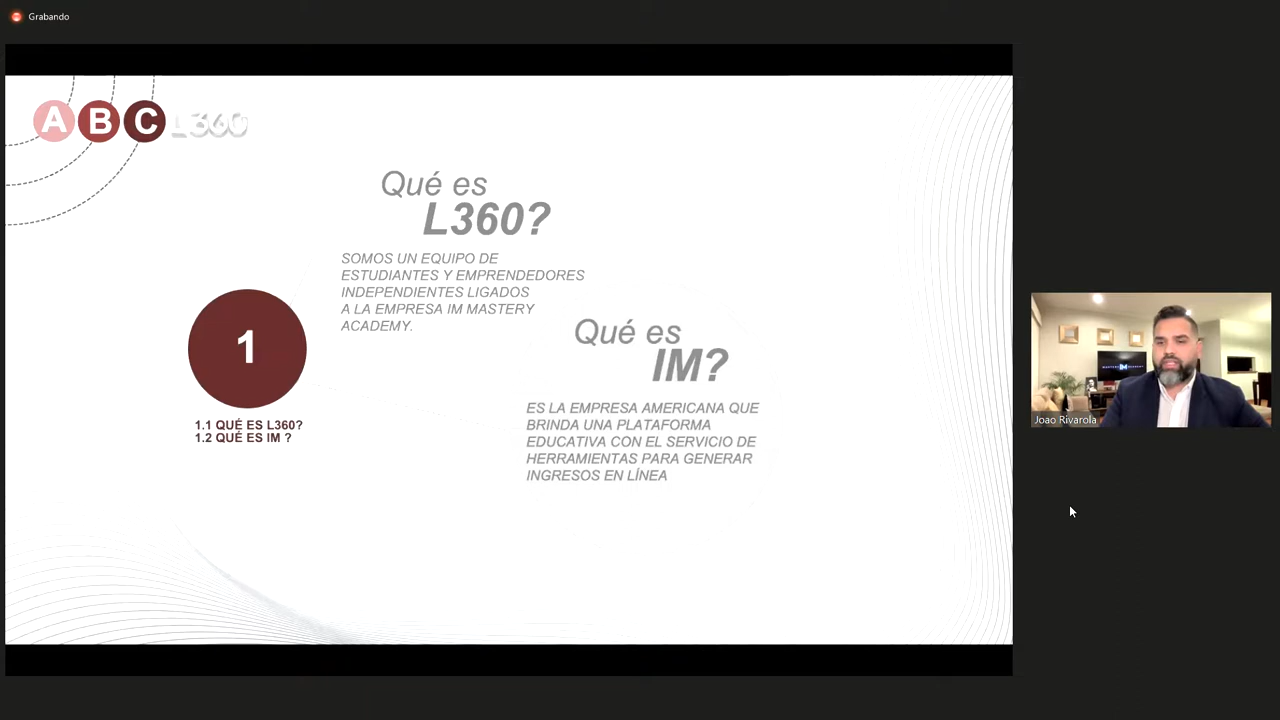 Grabando
A B C L360
Qué es
L360?
SOMOS UN EQUIPO DE
ESTUDIANTES Y EMPRENDEDORES
INDEPENDIENTES LIGADOS
A LA EMPRESA IM MASTERY
ACADEMY.
1
1.1 QUÉ ES L360?
1.2 QUÉ ES IM ?
Qué es
IM?
ES LA EMPRESA AMERICANA QUE
BRINDA UNA PLATAFORMA
EDUCATIVA CON EL SERVICIO DE
HERRAMIENTAS PARA GENERAR
INGRESOS EN LÍNEA
Joao Rivarola